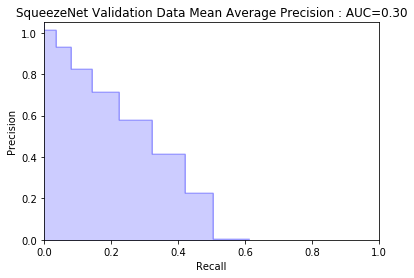 SqueezeNet Validation Data Mean Average Precision : AUC=0.30
1.0
0.8
0.6
0.4
0.2
0.0
Precision
0.0 0.2 0.4 0.6 0.8 1.0
Recall